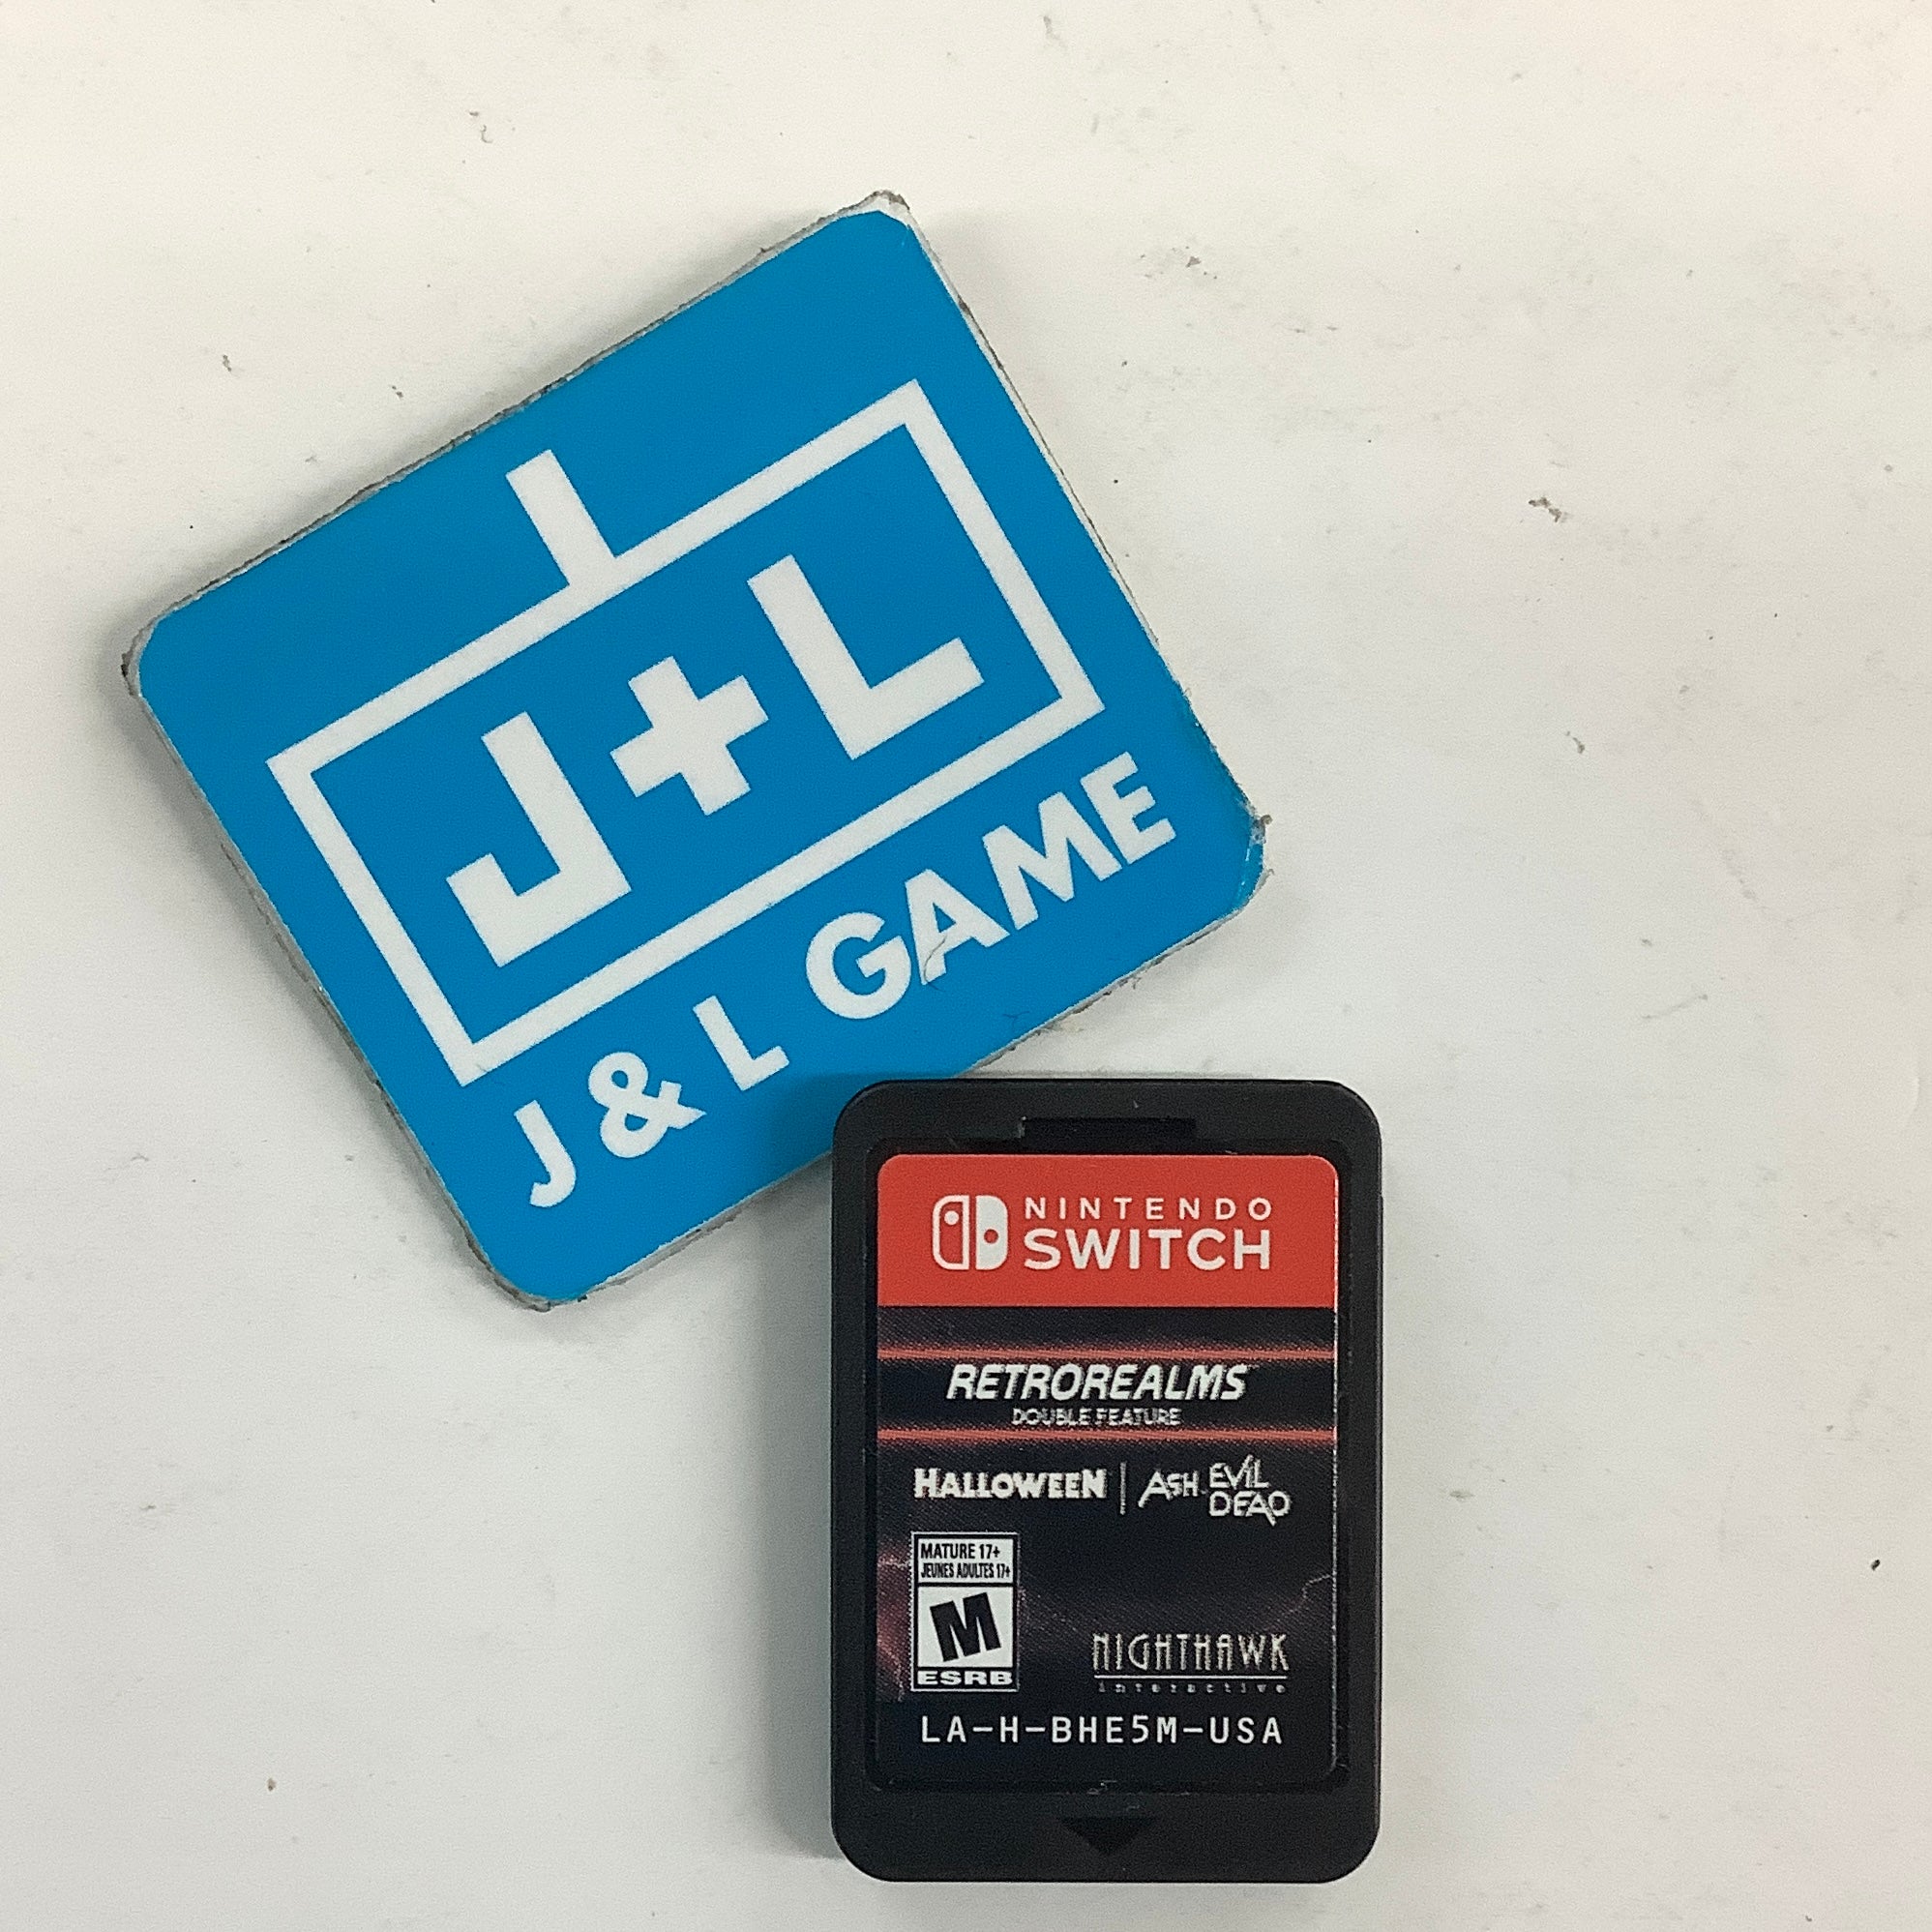 J+L
J & L GAME
NINTENDO
SWITCH
RETROREALMS
DOUBLE FEATURE
HALLOWEEN | ASH EVIL DEAD
MATURE 17+
JEUNES ADULTES 17+
M
ESRB
NIGHTHAWK
interactive
LA-H-BHE5M-USA